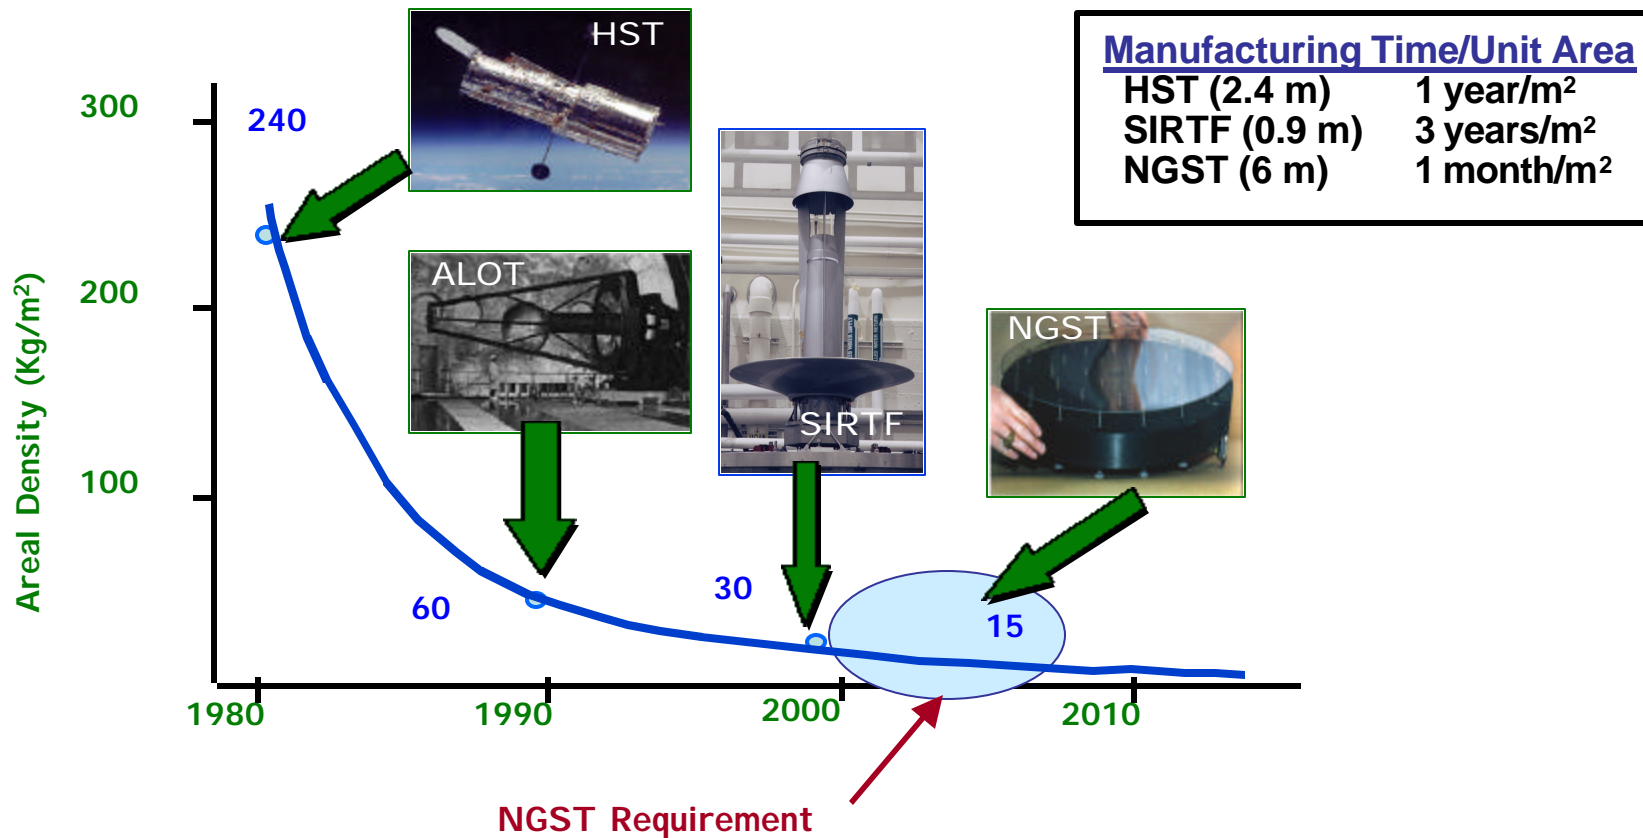 HST
Manufacturing Time/Unit Area
HST (2.4 m) 1 year/m²
SIRTF (0.9 m) 3 years/m²
NGST (6 m) 1 month/m²
300
240
ALOT
200
NGST
Areal Density (Kg/m²)
SIRTF
100
60
30
15
1980
1990
2000
2010
NGST Requirement